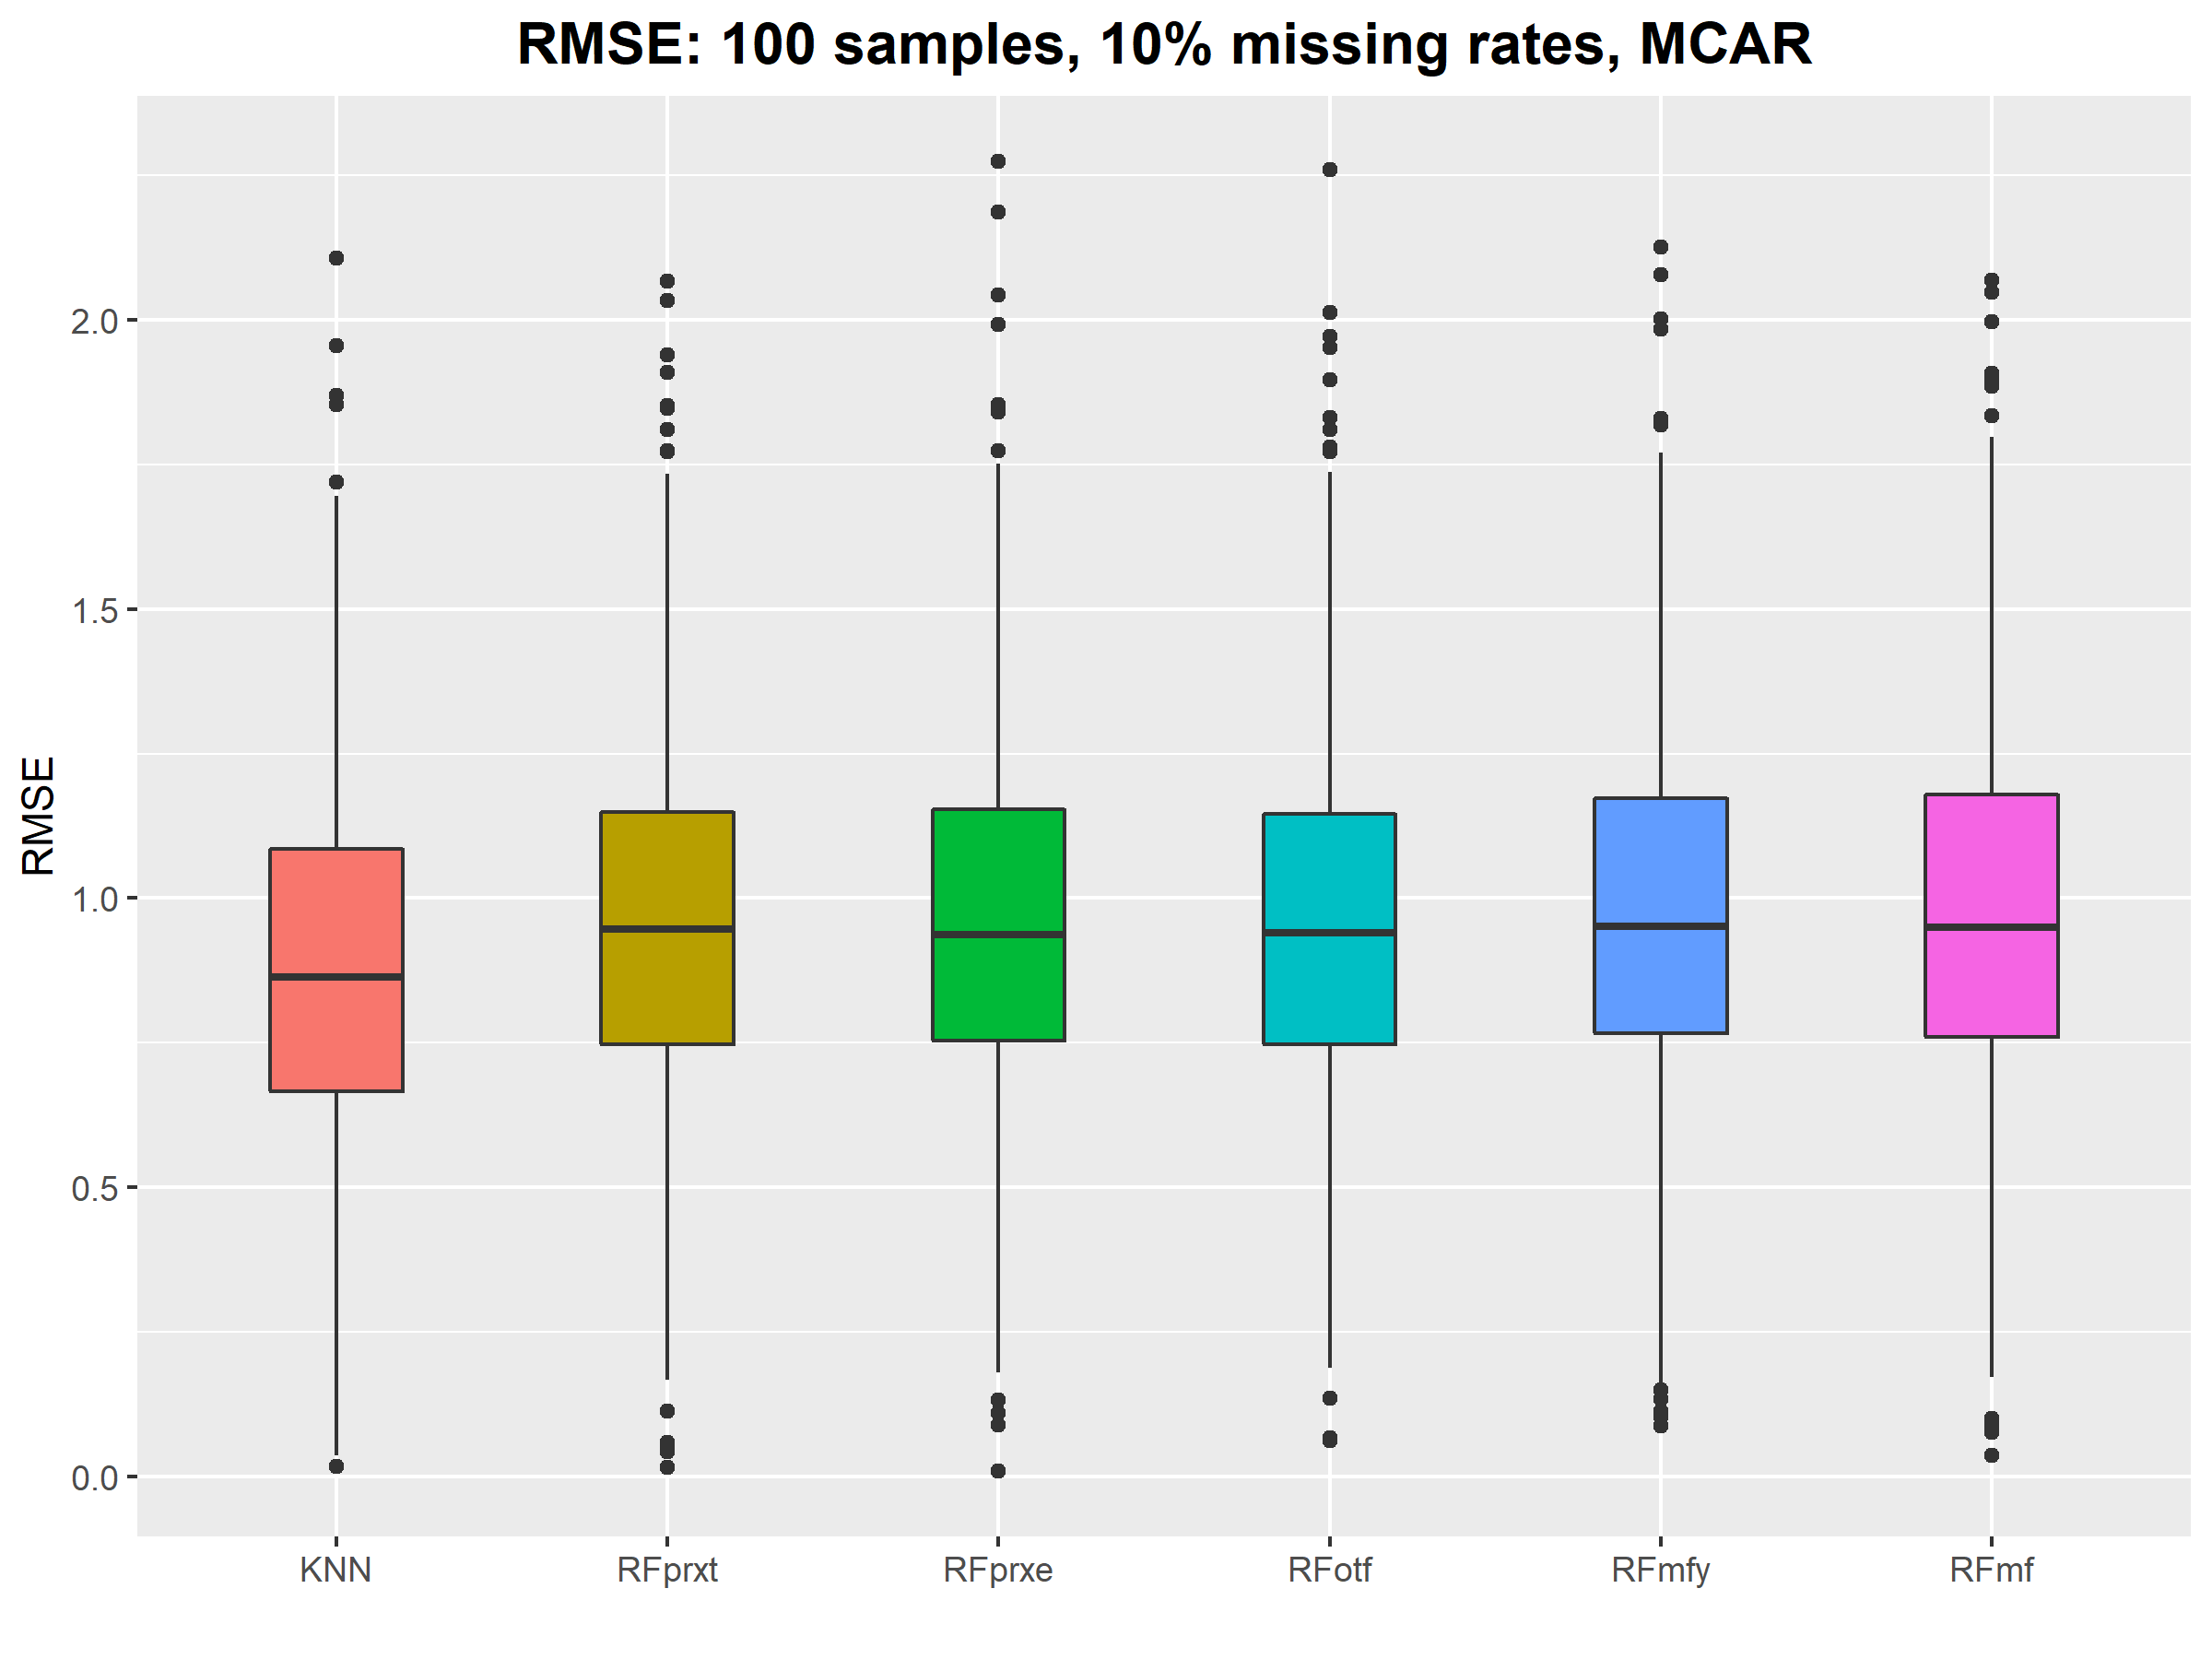 RMSE: 100 samples, 10% missing rates, MCAR
RMSE
2.0
1.5
1.0
0.5
0.0
KNN RFprxt RFprxe RFotf RFmfy RFmf